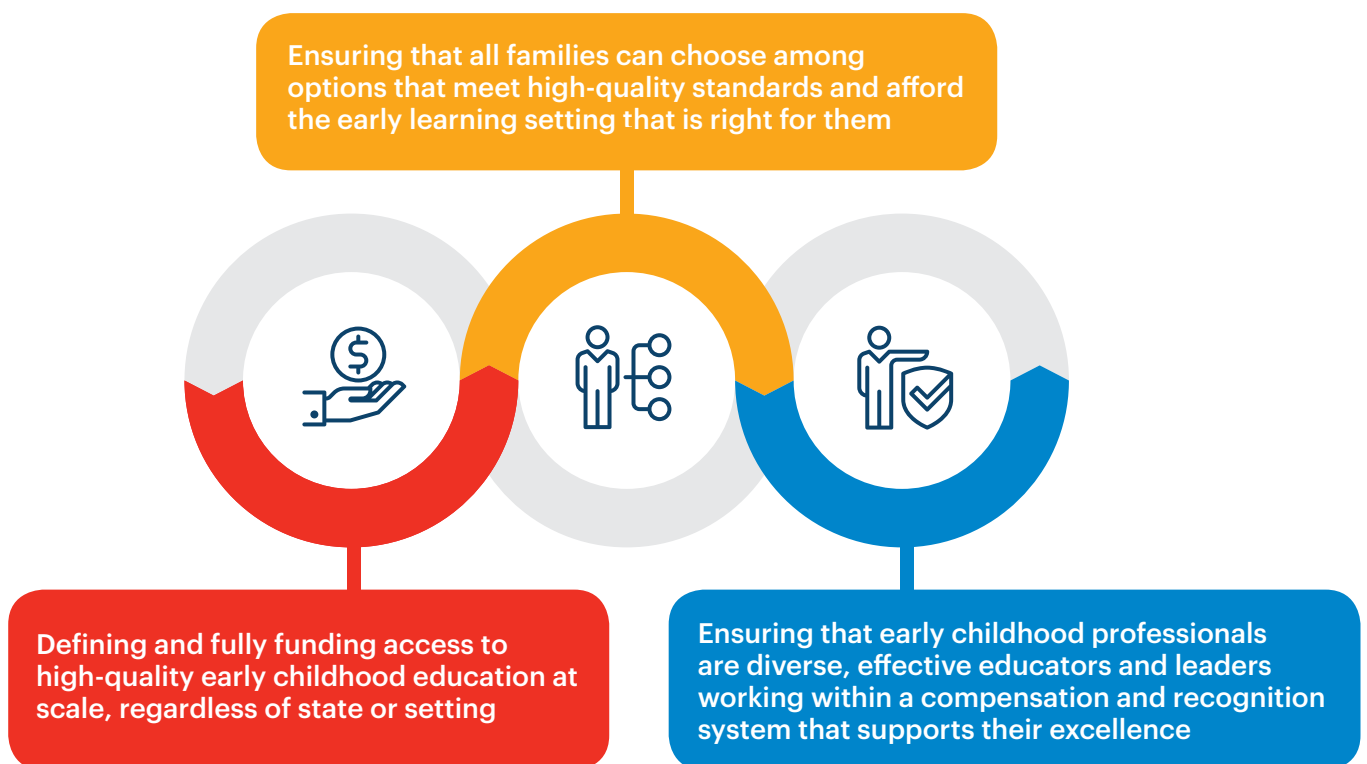 Ensuring that all families can choose among
options that meet high-quality standards and afford
the early learning setting that is right for them
$
Defining and fully funding access to
high-quality early childhood education at
scale, regardless of state or setting
Ensuring that early childhood professionals
are diverse, effective educators and leaders
working within a compensation and recognition
system that supports their excellence